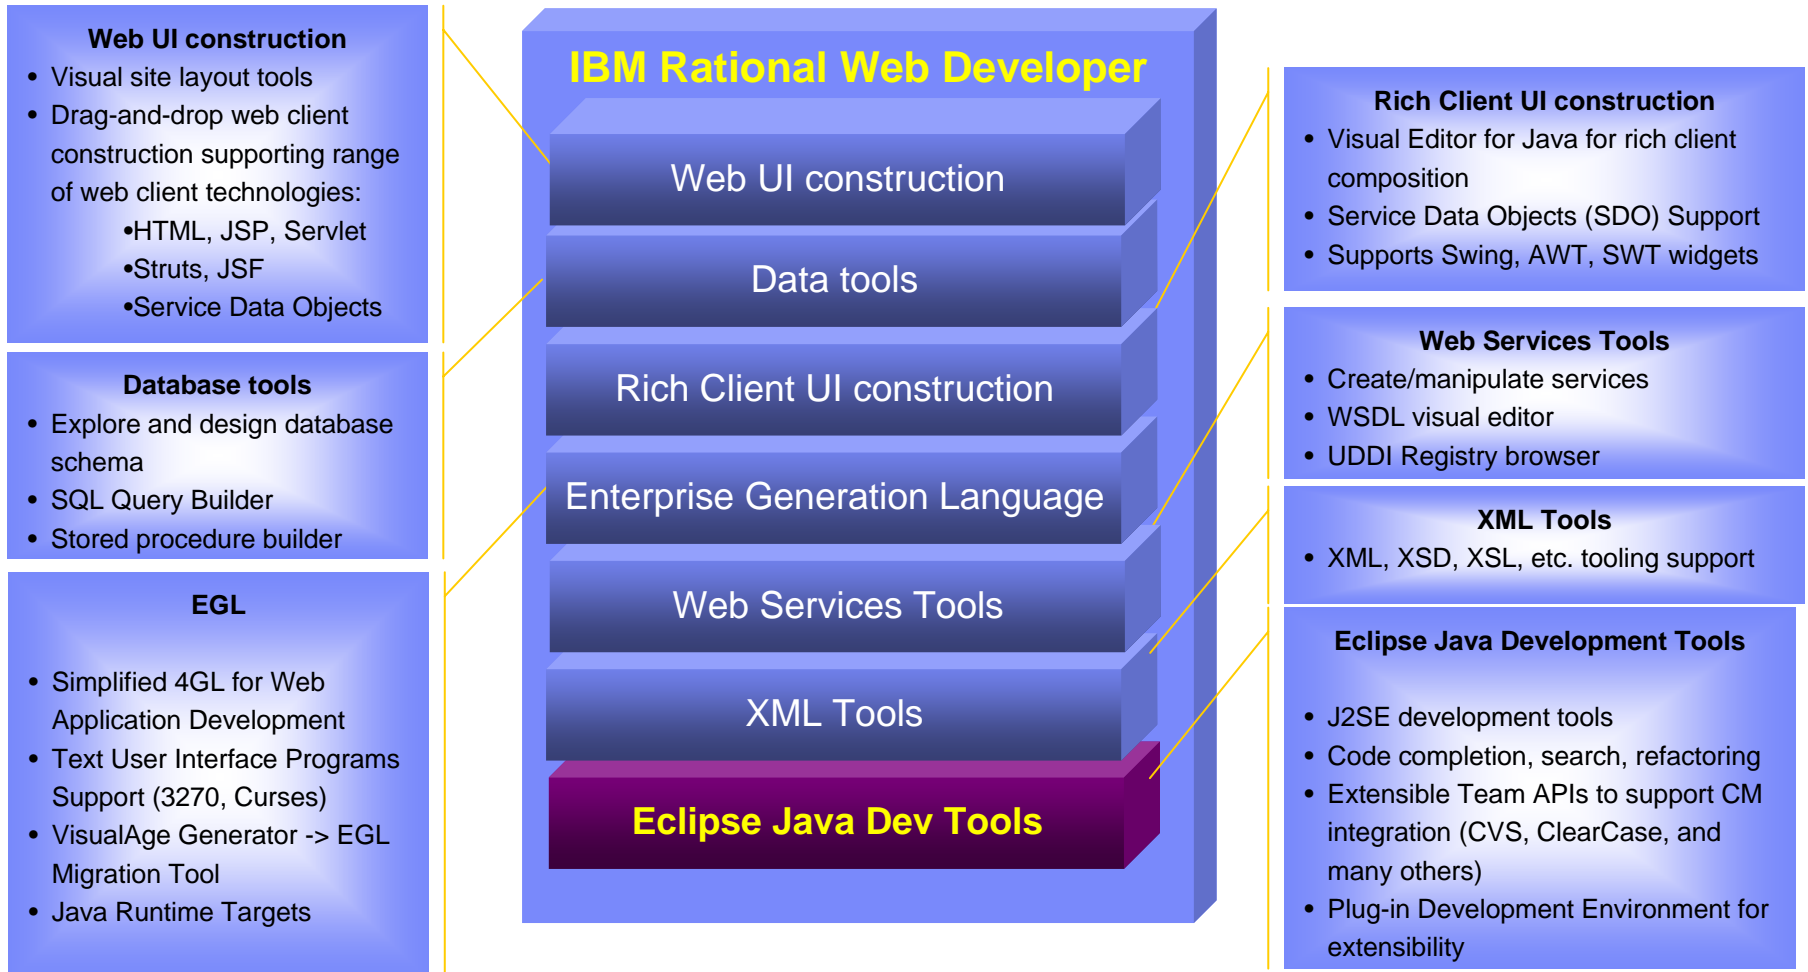 Web UI construction
• Visual site layout tools
• Drag-and-drop web client
construction supporting range
of web client technologies:
•HTML, JSP, Servlet
•Struts, JSF
•Service Data Objects
Database tools
• Explore and design database
schema
• SQL Query Builder
• Stored procedure builder
EGL
• Simplified 4GL for Web
Application Development
• Text User Interface Programs
Support (3270, Curses)
• VisualAge Generator -> EGL
Migration Tool
• Java Runtime Targets
IBM Rational Web Developer
Web UI construction
Data tools
Rich Client UI construction
Enterprise Generation Language
Web Services Tools
XML Tools
Eclipse Java Dev Tools
Rich Client UI construction
• Visual Editor for Java for rich client
composition
• Service Data Objects (SDO) Support
• Supports Swing, AWT, SWT widgets
Web Services Tools
• Create/manipulate services
• WSDL visual editor
• UDDI Registry browser
XML Tools
• XML, XSD, XSL, etc. tooling support
Eclipse Java Development Tools
• J2SE development tools
• Code completion, search, refactoring
• Extensible Team APIs to support CM
integration (CVS, ClearCase, and
many others)
• Plug-in Development Environment for
extensibility